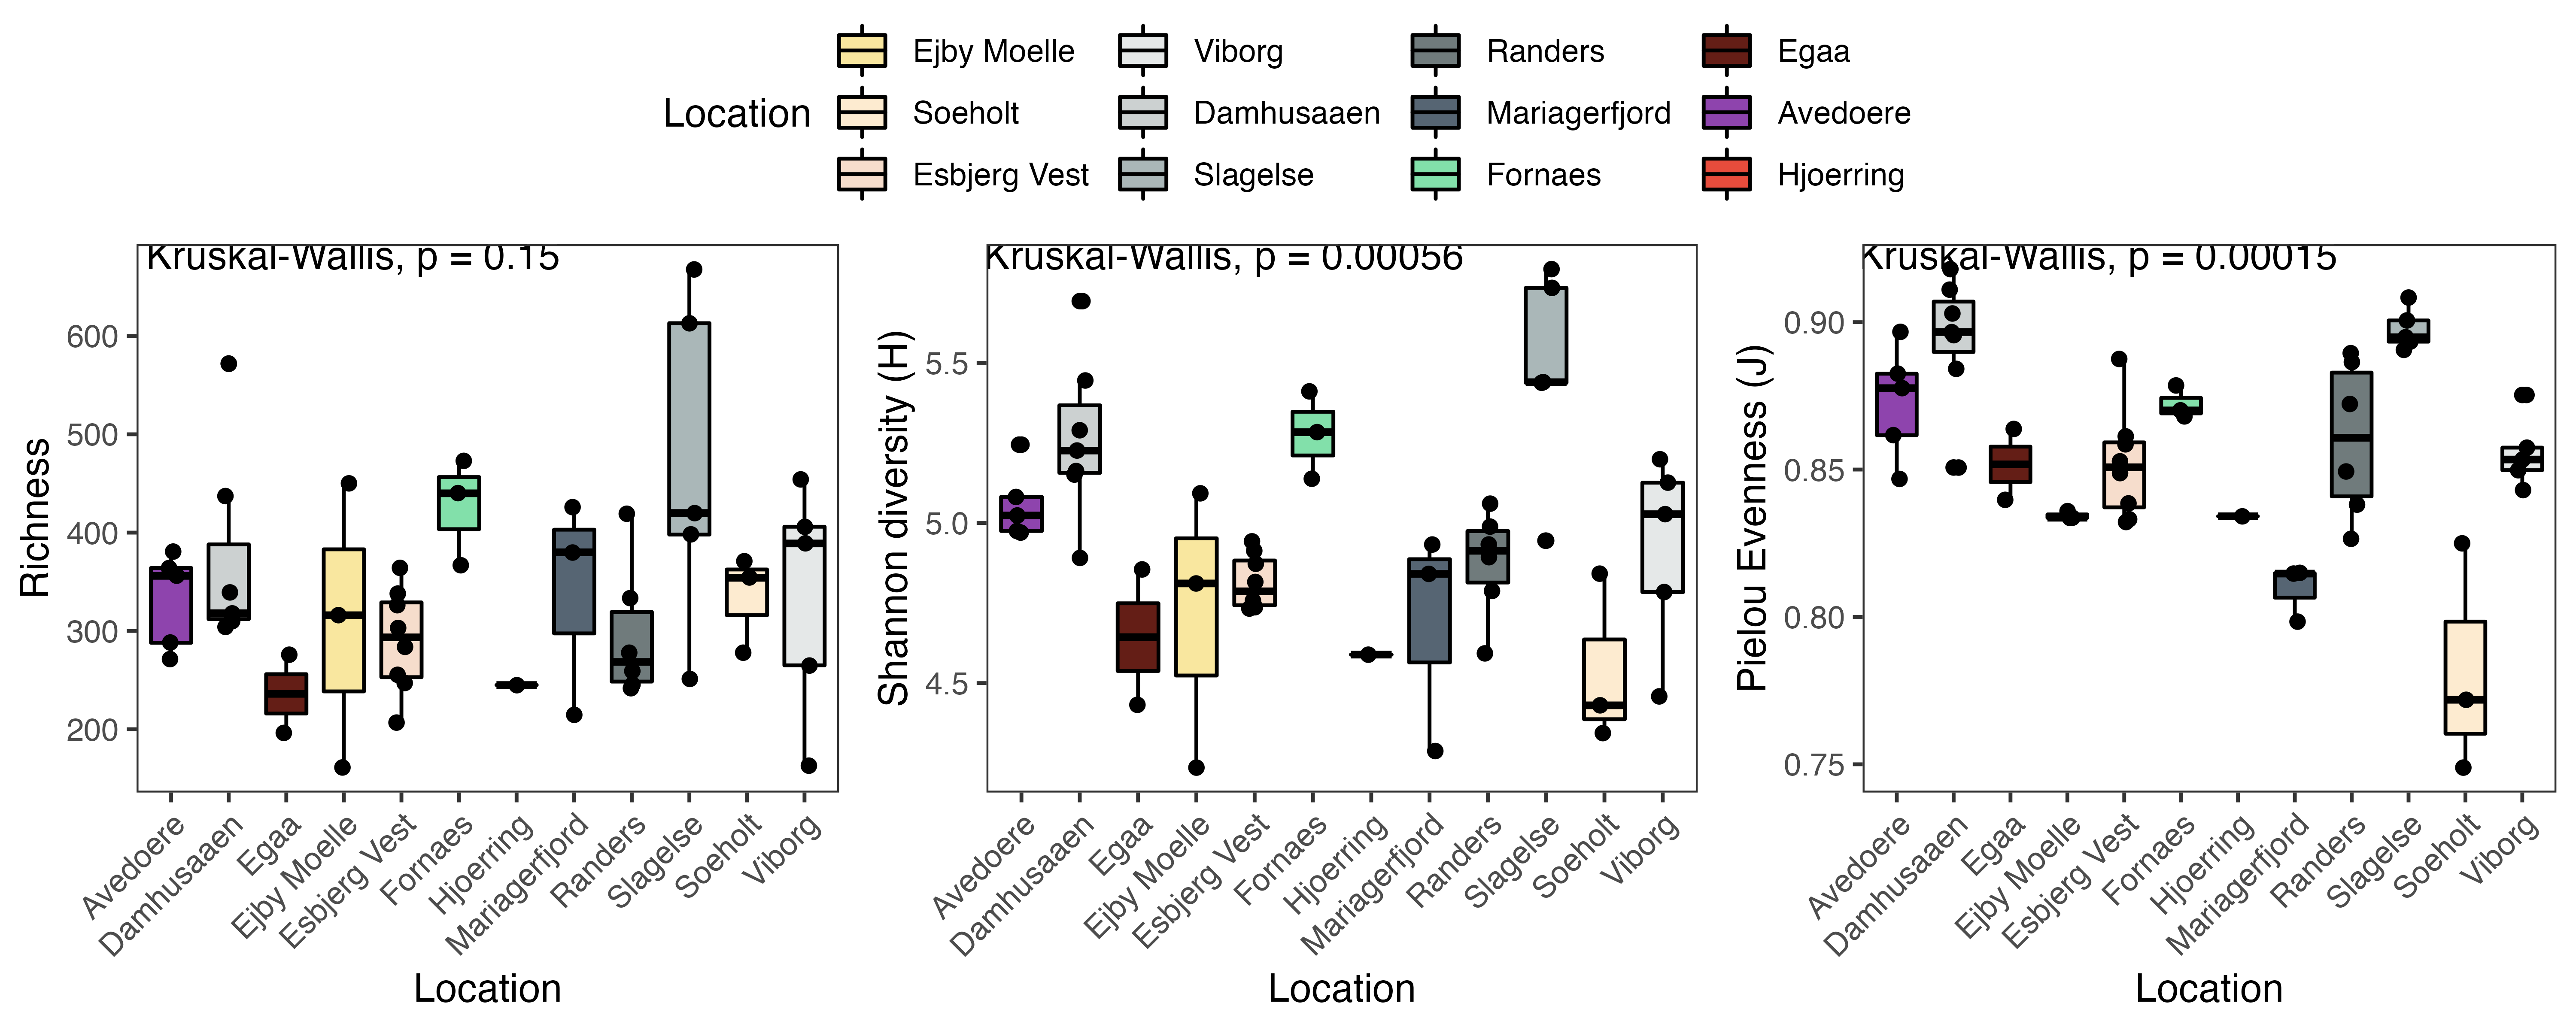 Location
Ejby Moelle
Soeholt
Esbjerg Vest
Viborg
Damhusaaen
Slagelse
Randers
Mariagerfjord
Fornaes
Egaa
Avedoere
Hjoerring
Kruskal-Wallis, p = 0.15
Richness
600
500
400
300
200
Avedoere
Damhusaaen
Egaa
Ejby Moelle
Esbjerg Vest
Fornaes
Hjoerring
Mariagerfjord
Randers
Slagelse
Soeholt
Viborg
Location
Kruskal-Wallis, p = 0.00056
Shannon diversity (H)
5.5
5.0
4.5
Avedoere
Damhusaaen
Egaa
Ejby Moelle
Esbjerg Vest
Fornaes
Hjoerring
Mariagerfjord
Randers
Slagelse
Soeholt
Viborg
Location
Kruskal-Wallis, p = 0.00015
Pielou Evenness (J)
0.90
0.85
0.80
0.75
Avedoere
Damhusaaen
Egaa
Ejby Moelle
Esbjerg Vest
Fornaes
Hjoerring
Mariagerfjord
Randers
Slagelse
Soeholt
Viborg
Location